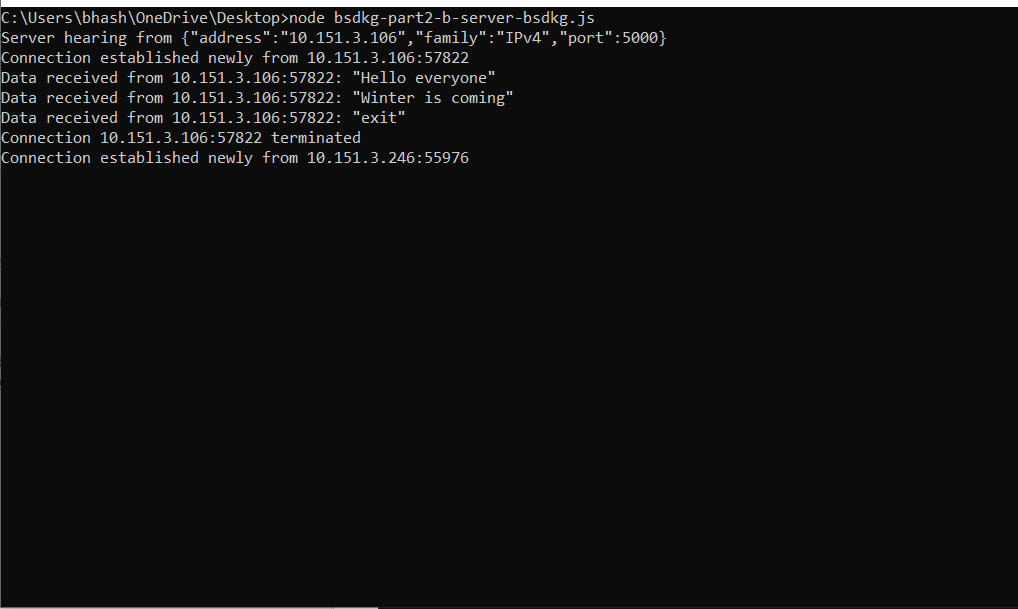 C:\Users\bhash\OneDrive\Desktop>node bsdkg-part2-b-server-bsdkg.js
Server hearing from {"address":"10.151.3.106","family":"IPv4","port":5000}
Connection established newly from 10.151.3.106:57822
Data received from 10.151.3.106:57822: "Hello everyone"
Data received from 10.151.3.106:57822: "Winter is coming"
Data received from 10.151.3.106:57822: "exit"
Connection 10.151.3.106:57822 terminated
Connection established newly from 10.151.3.246:55976